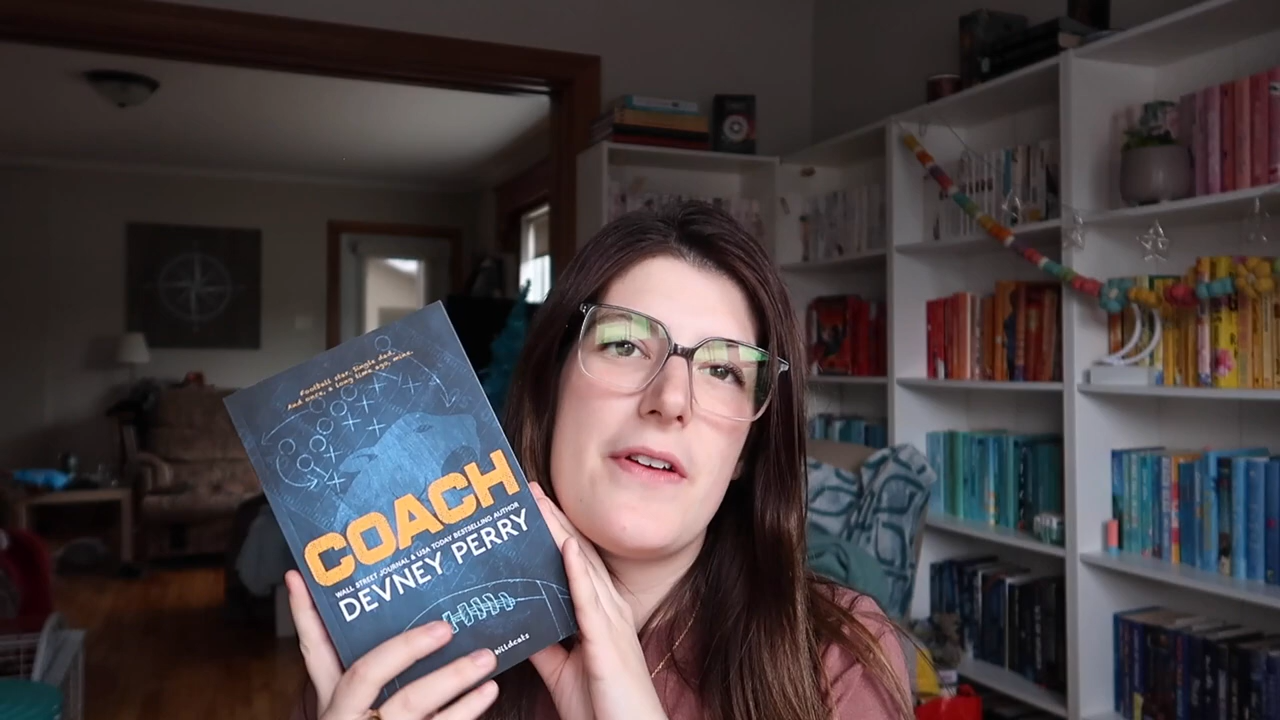 Football star. Single dad.
And once, a long time ago, mine.
COACH
WALL STREET JOURNAL & USA TODAY BESTSELLING AUTHOR
DEVNEY PERRY
Wildcats